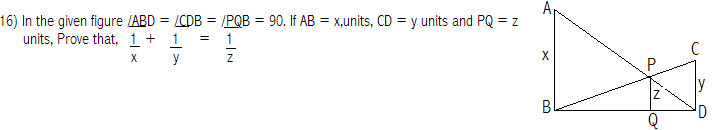 16) In the given figure /ABD = /CDB = /PQB = 90. If AB = x,units, CD = y units and PQ = z
units, Prove that, 1 + 1 = 1
x y z
A
C
x
P
y
z
B
D
Q